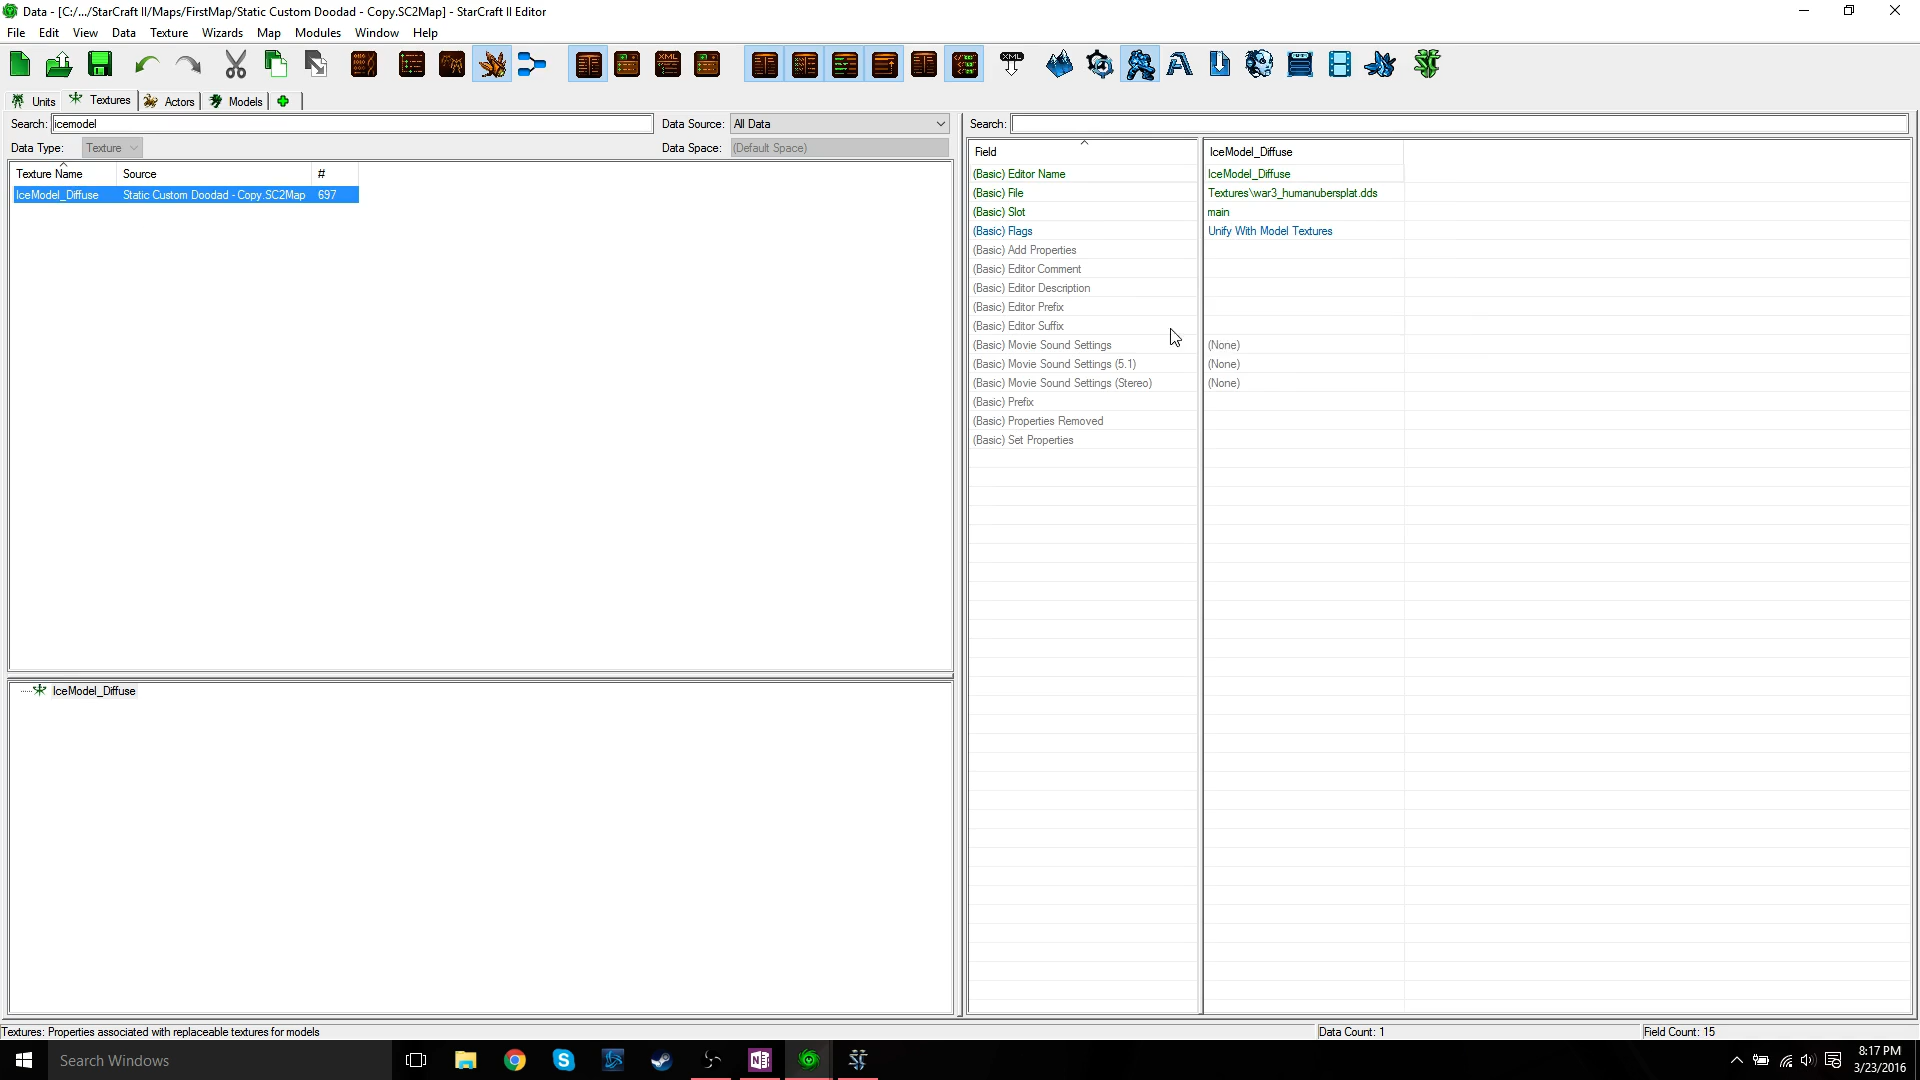 Data - [C:/.../StarCraft II/Maps/FirstMap/Static Custom Doodad - Copy.SC2Map] - StarCraft II Editor
File Edit View Data Texture Wizards Map Modules Window Help
Units Textures Actors Models
Search: icemodel Data Source: All Data Search:
Data Type: Texture Data Space: (Default Space)
Texture Name Source #
IceModel_Diffuse Static Custom Doodad - Copy.SC2Map 697
Field IceModel_Diffuse
(Basic) Editor Name IceModel_Diffuse
(Basic) File Textures\war3_humanubersplat.dds
(Basic) Slot main
(Basic) Flags Unify With Model Textures
(Basic) Add Properties
(Basic) Editor Comment
(Basic) Editor Description
(Basic) Editor Prefix
(Basic) Editor Suffix
(Basic) Movie Sound Settings (None)
(Basic) Movie Sound Settings (5.1) (None)
(Basic) Movie Sound Settings (Stereo) (None)
(Basic) Prefix
(Basic) Properties Removed
(Basic) Set Properties
IceModel_Diffuse
Textures: Properties associated with replaceable textures for models Data Count: 1 Field Count: 15
Search Windows 8:17 PM
3/23/2016